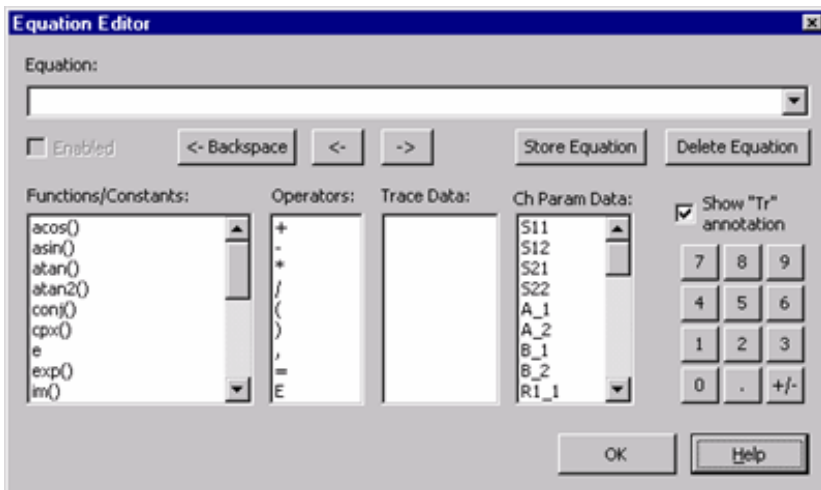 Equation Editor
Equation:
Enabled
<- Backspace
<-
->
Store Equation
Delete Equation
Functions/Constants:
acos()
asin()
atan()
atan2()
conj()
cpx()
e
exp()
im()
Operators:
+
-
*
/
(
)
,
=
E
Trace Data:
Ch Param Data:
S11
S12
S21
S22
A_1
A_2
B_1
B_2
R1_1
Show "Tr"
annotation
7 8 9
4 5 6
1 2 3
0 . +/-
OK
Help